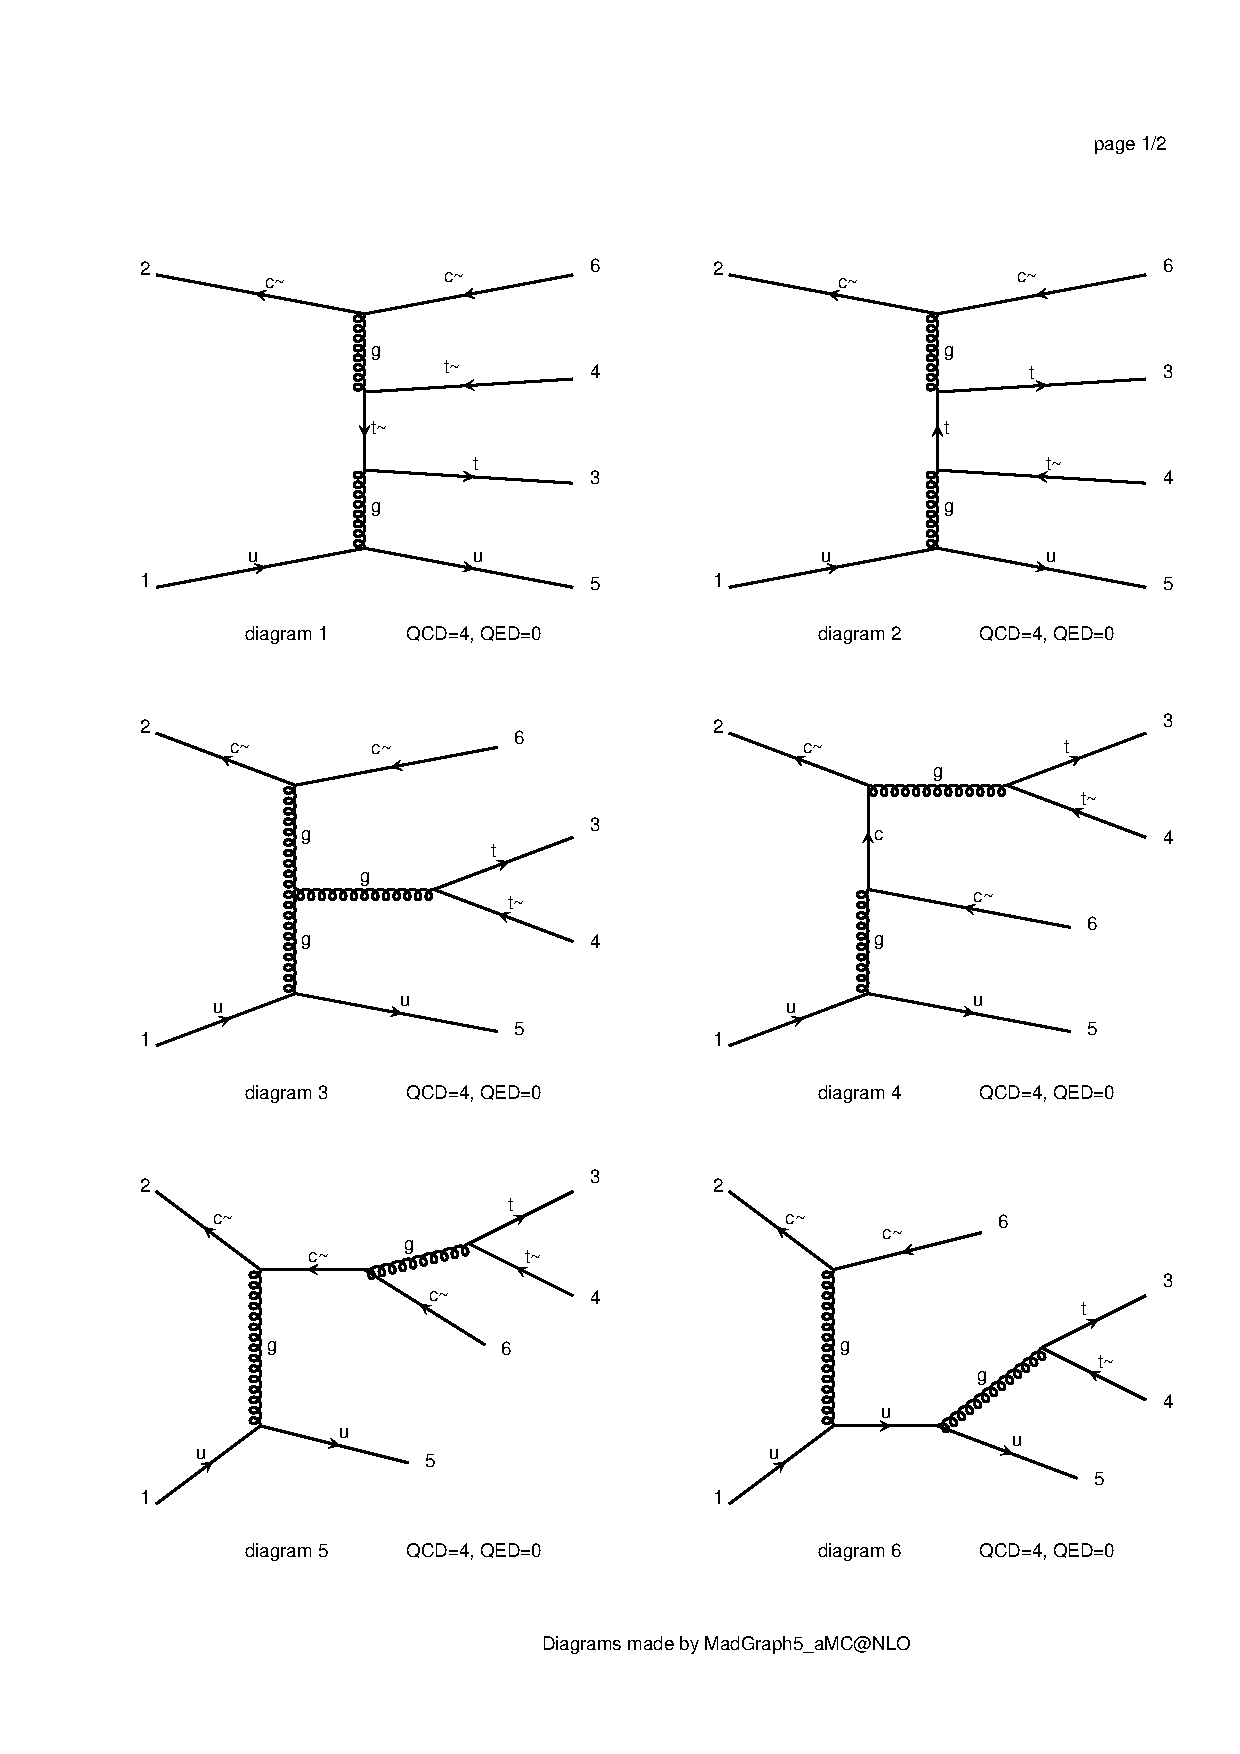 page 1/2
2 c~ c~ 6
g
t~ 4
t~
t 3
g
1 u u 5
diagram 1 QCD=4, QED=0
2 c~ c~ 6
g
t 3
t
t~ 4
g
1 u u 5
diagram 2 QCD=4, QED=0
2 c~ c~ 6
g
t 3
g
t~ 4
g
1 u u 5
diagram 3 QCD=4, QED=0
2 c~ g t 3
t~ 4
c
c~ 6
g
1 u u 5
diagram 4 QCD=4, QED=0
2 c~ c~ g t 3
t~ 4
c~ 6
g
1 u u 5
diagram 5 QCD=4, QED=0
2 c~ c~ 6
g
t 3
g t~ 4
1 u u u 5
diagram 6 QCD=4, QED=0
Diagrams made by MadGraph5_aMC@NLO